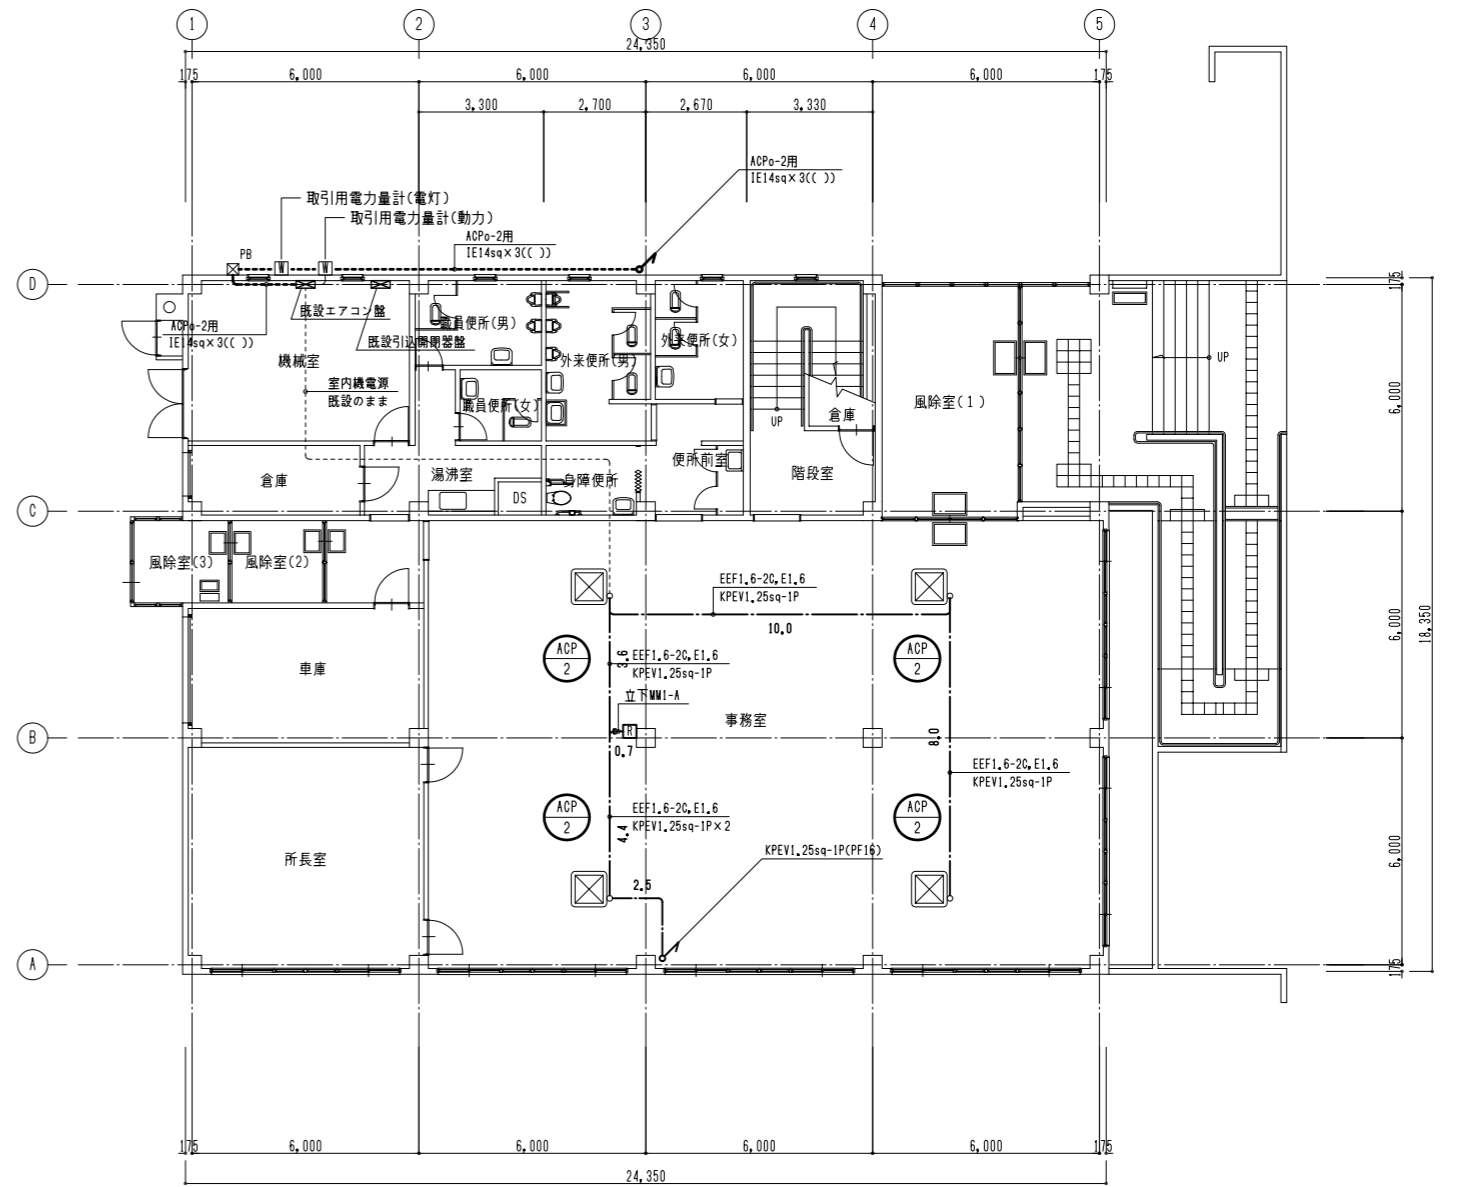 1
2
3
4
5
24,350
175
6,000
6,000
6,000
6,000
175
3,300
2,700
2,670
3,330
ACPo-2用
IE14sq×3(( ))
取引用電力量計(電灯)
取引用電力量計(動力)
ACPo-2用
IE14sq×3(( ))
PB
W
W
D
175
既設エアコン盤
ACPo-2用
IE14sq×3(( ))
既設引込開閉器盤
職員便所(男)
外来便所(男)
外来便所(女)
機械室
室内機電源
既設のまま
職員便所(女)
UP
UP
倉庫
風除室(1)
6,000
倉庫
湯沸室
DS
身障便所
便所前室
階段室
C
風除室(3)
風除室(2)
EEF1.6-2C,E1.6
KPEV1.25sq-1P
10.0
6,000
18,350
ACP
2
3.6
EEF1.6-2C,E1.6
KPEV1.25sq-1P
ACP
2
車庫
立下MM1-A
R
0.7
事務室
8.0
B
EEF1.6-2C,E1.6
KPEV1.25sq-1P
ACP
2
4.4
EEF1.6-2C,E1.6
KPEV1.25sq-1P×2
ACP
2
所長室
KPEV1.25sq-1P(PF16)
6,000
2.5
A
175
175
6,000
6,000
6,000
6,000
175
24,350